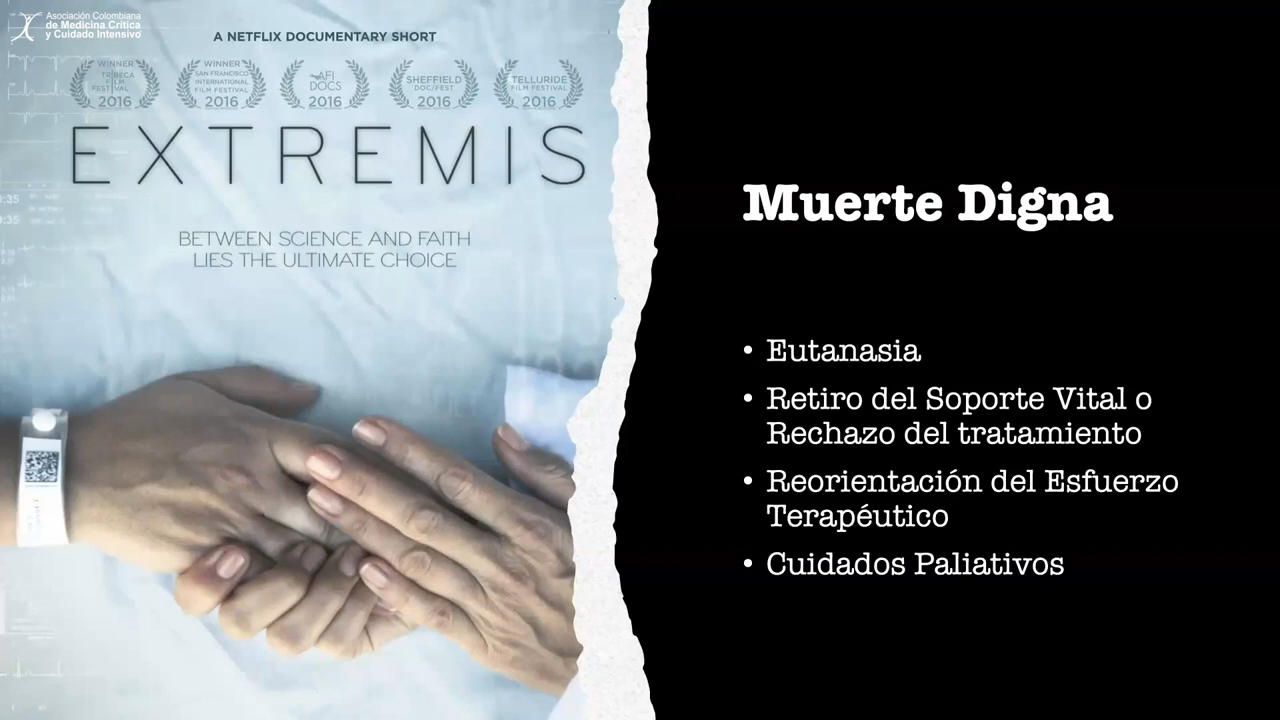 Asociación Colombiana
de Medicina Crítica
y Cuidado Intensivo
A NETFLIX DOCUMENTARY SHORT
WINNER
TRIBECA
FILM
FESTIVAL
2016
WINNER
SAN FRANCISCO
INTERNATIONAL
FILM FESTIVAL
2016
AFI
DOCS
2016
SHEFFIELD
DOC/FEST
2016
TELLURIDE
FILM FESTIVAL
2016
EXTREMIS
BETWEEN SCIENCE AND FAITH
LIES THE ULTIMATE CHOICE
Muerte Digna
• Eutanasia
• Retiro del Soporte Vital o
Rechazo del tratamiento
• Reorientación del Esfuerzo
Terapéutico
• Cuidados Paliativos